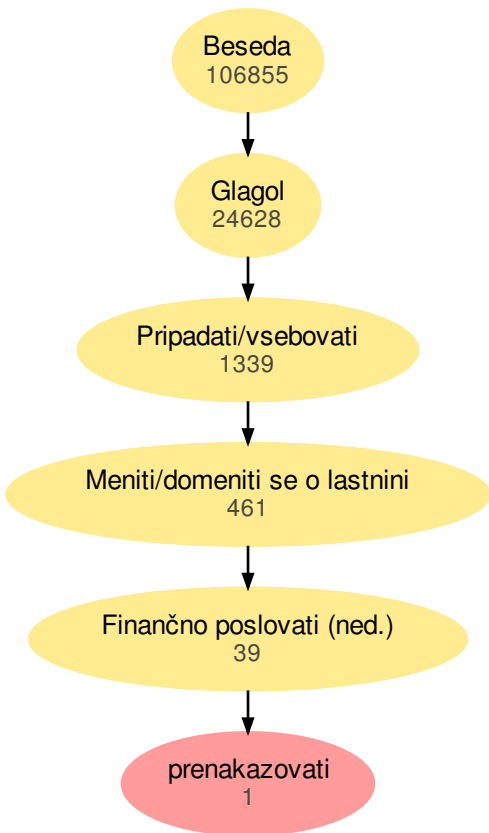 Beseda
106855
Glagol
24628
Pripadati/vsebovati
1339
Meniti/domeniti se o lastnini
461
Finančno poslovati (ned.)
39
prenakazovati
1